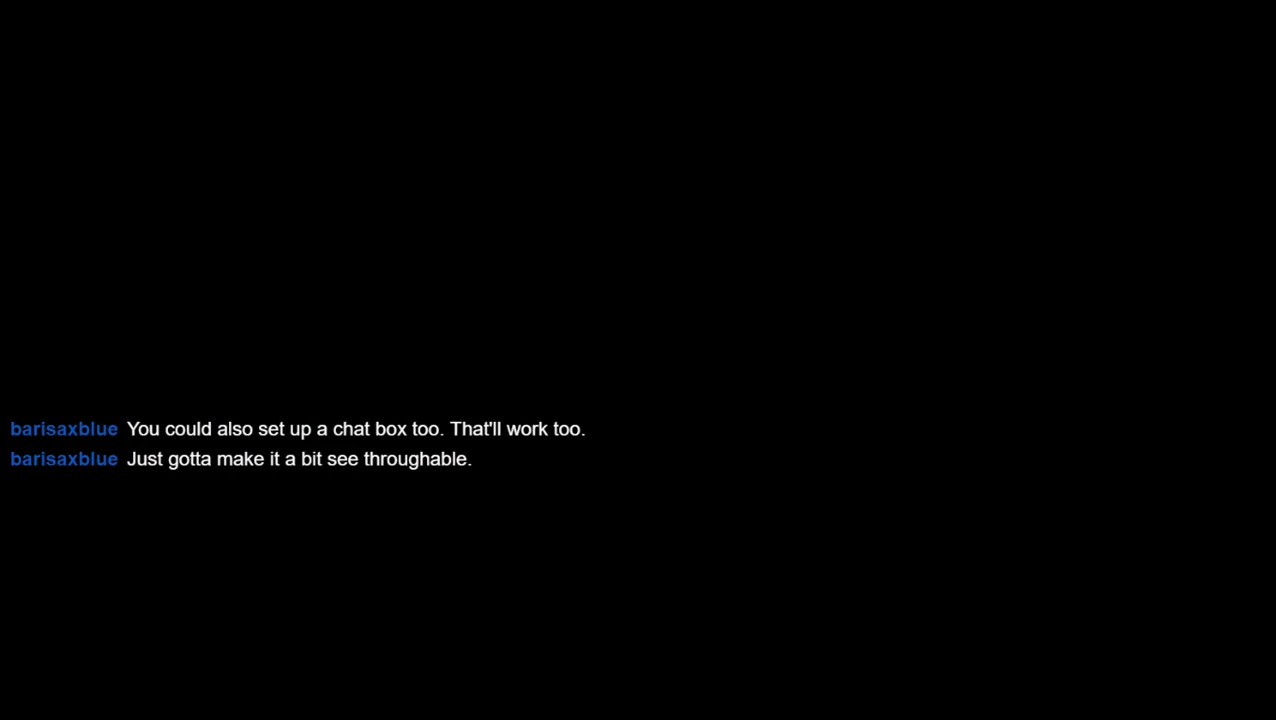 barisaxblue You could also set up a chat box too. That'll work too.
barisaxblue Just gotta make it a bit see throughable.